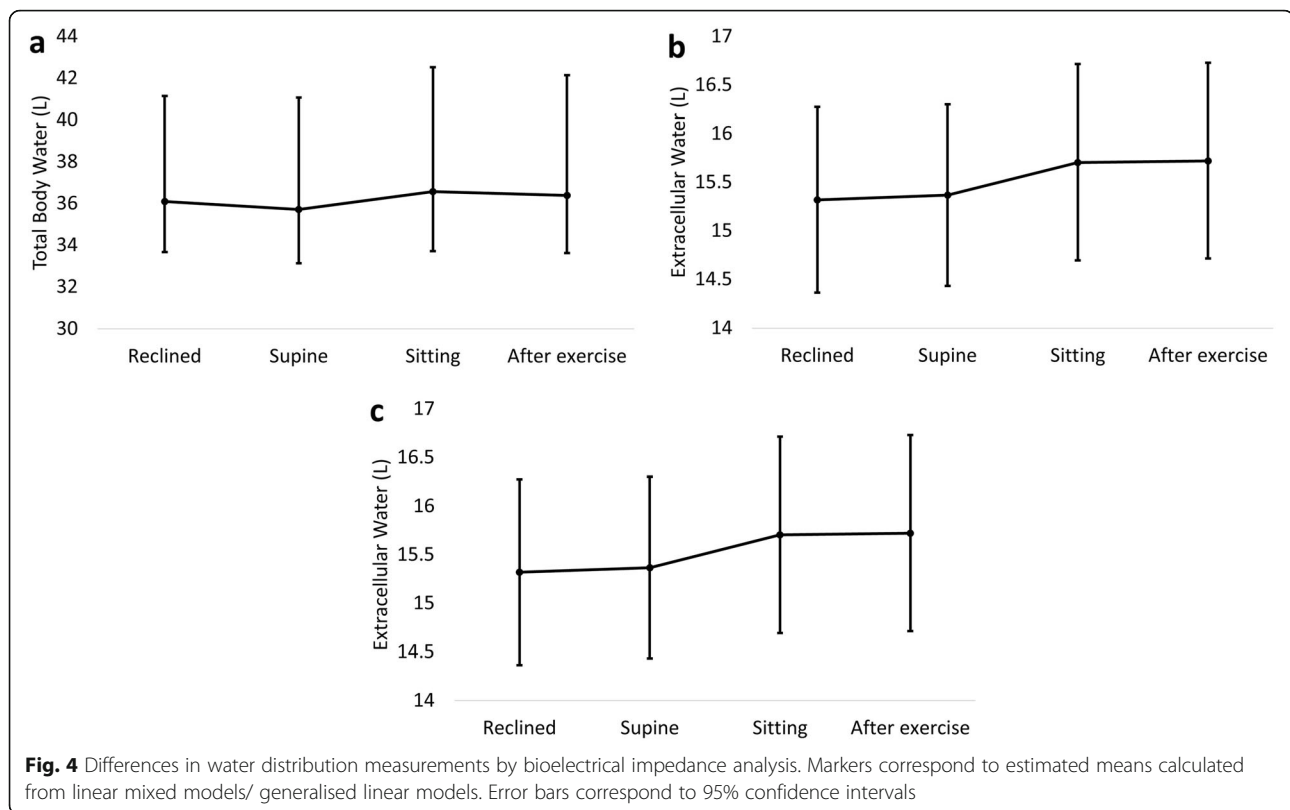 a
Total Body Water (L)
44
42
40
38
36
34
32
30
Reclined Supine Sitting After exercise
b
Extracellular Water (L)
17
16.5
16
15.5
15
14.5
14
Reclined Supine Sitting After exercise
c
Extracellular Water (L)
17
16.5
16
15.5
15
14.5
14
Reclined Supine Sitting After exercise
Fig. 4 Differences in water distribution measurements by bioelectrical impedance analysis. Markers correspond to estimated means calculated
from linear mixed models/ generalised linear models. Error bars correspond to 95% confidence intervals